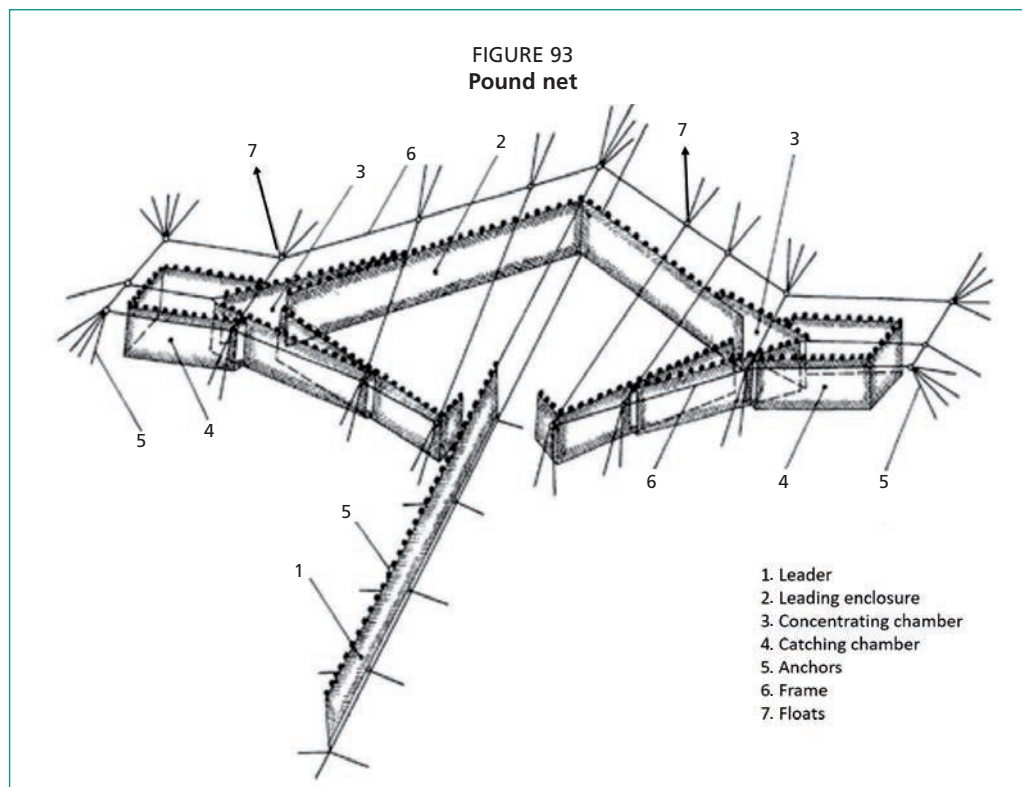 FIGURE 93
Pound net
7
6
2
7
3
3
5
4
5
1
6
4
5
1. Leader
2. Leading enclosure
3. Concentrating chamber
4. Catching chamber
5. Anchors
6. Frame
7. Floats